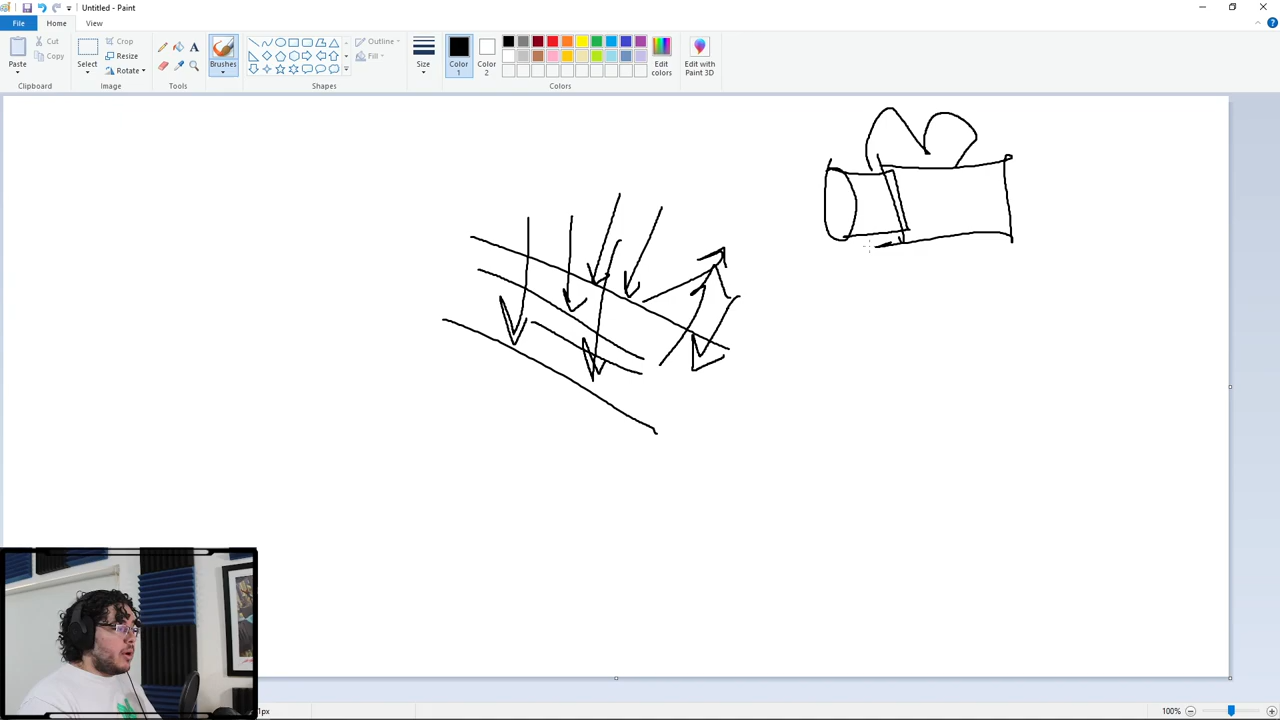 Untitled - Paint
File
Home
View
Paste
Cut
Copy
Clipboard
Select
Crop
Resize
Rotate
Image
A
Tools
Brushes
Outline
Fill
Shapes
Size
Color 1
Color 2
Edit colors
Colors
Edit with Paint 3D
1px
100%